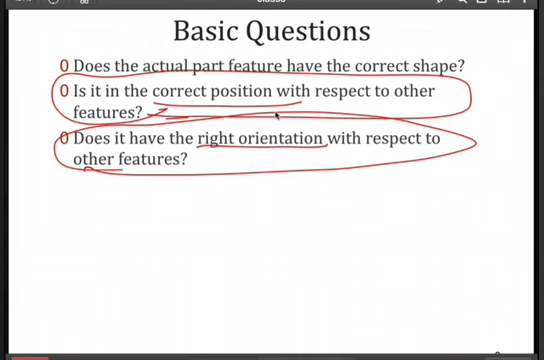 Basic Questions
Does the actual part feature have the correct shape?
Is it in the correct position with respect to other
features?
Does it have the right orientation with respect to
other features?